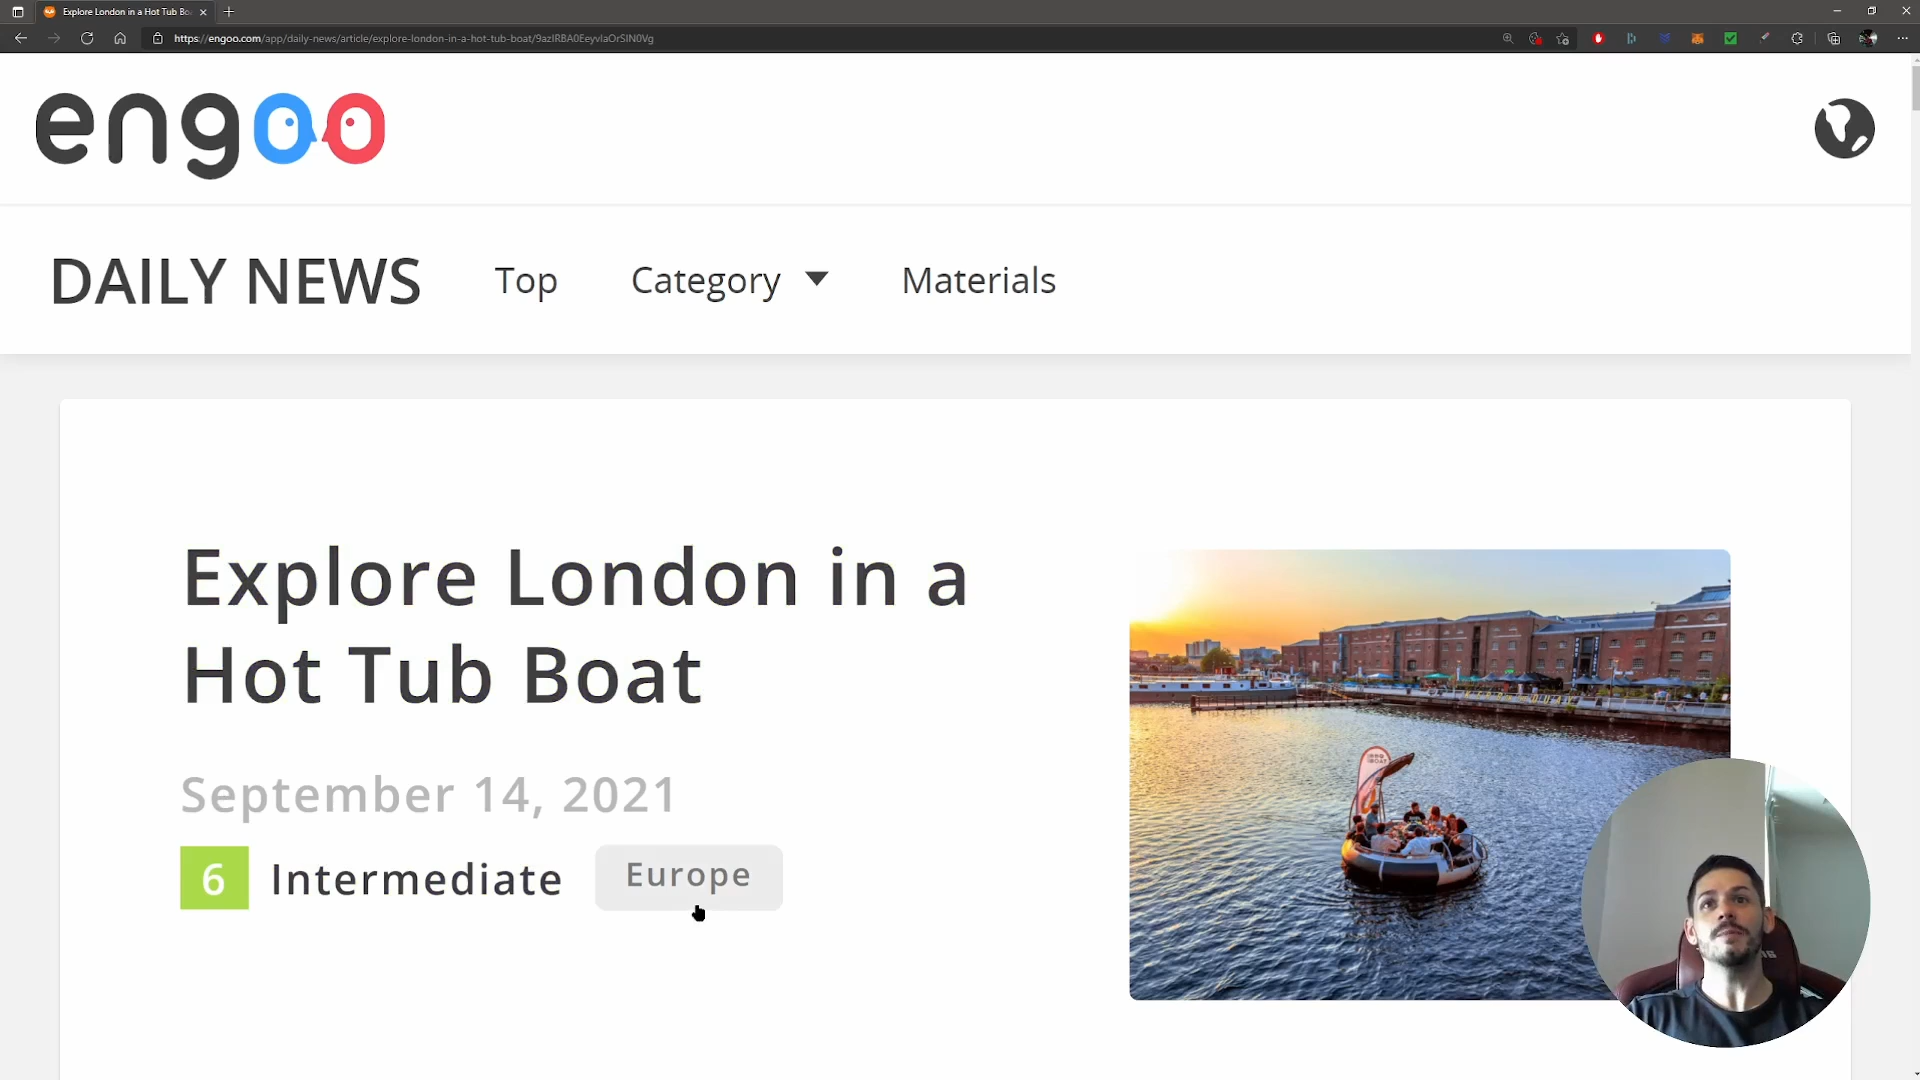 Explore London in a Hot Tub Bo
https://engoo.com/app/daily-news/article/explore-london-in-a-hot-tub-boat/9azIRBA0EeyvIaOrSIN0Vg
engoo
DAILY NEWS Top Category Materials
Explore London in a
Hot Tub Boat
September 14, 2021
6 Intermediate Europe